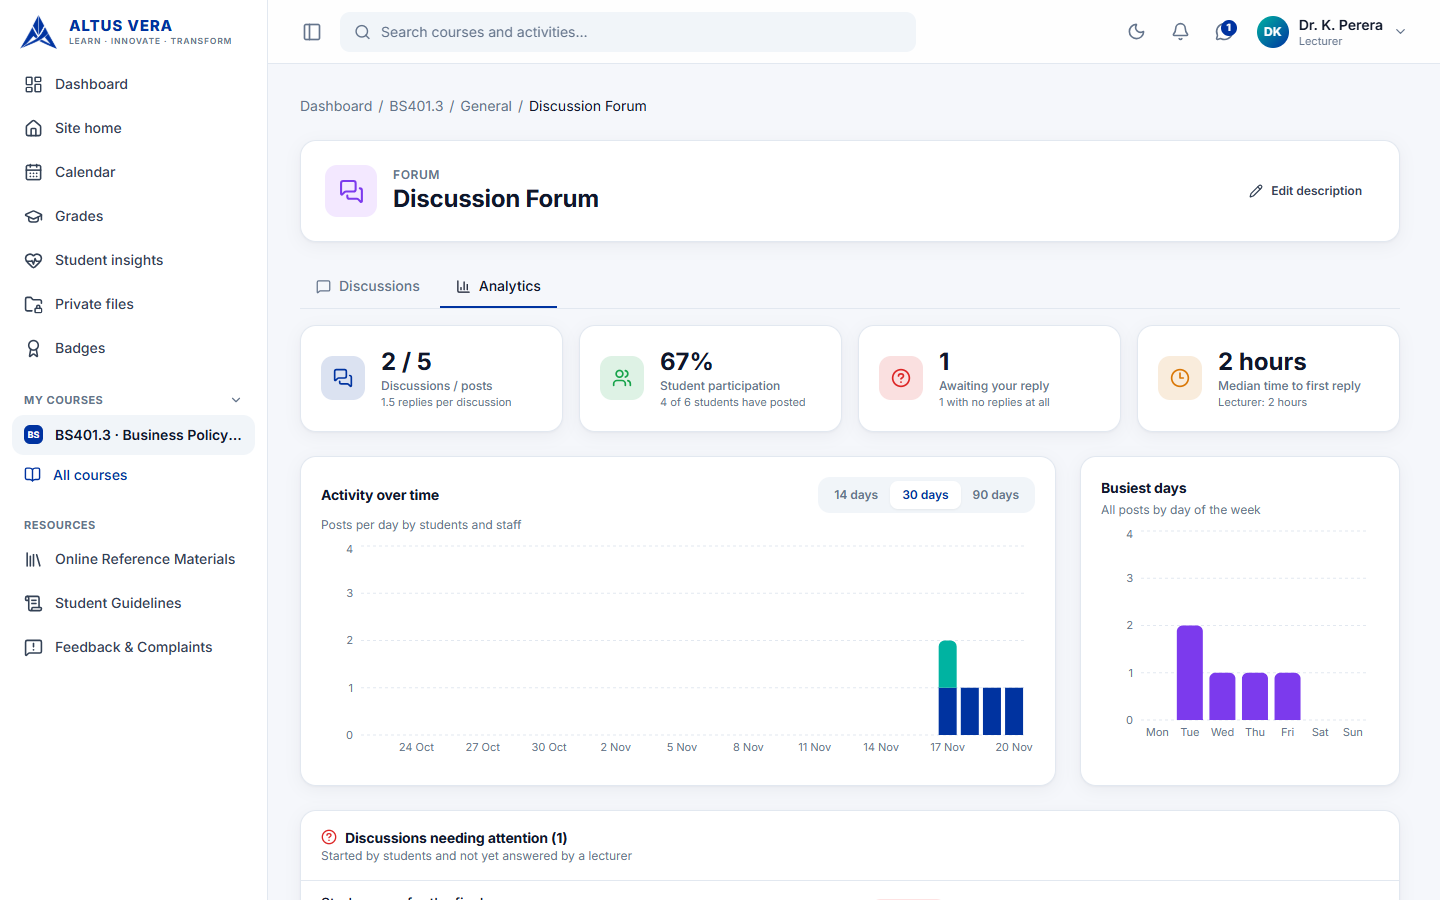 ALTUS VERA
LEARN · INNOVATE · TRANSFORM
Search courses and activities...
1
DK
Dr. K. Perera
Lecturer
Dashboard
Site home
Calendar
Grades
Student insights
Private files
Badges
MY COURSES
BS
BS401.3 · Business Policy...
All courses
RESOURCES
Online Reference Materials
Student Guidelines
Feedback & Complaints
Dashboard / BS401.3 / General / Discussion Forum
FORUM
Discussion Forum
Edit description
Discussions
Analytics
2 / 5
Discussions / posts
1.5 replies per discussion
67%
Student participation
4 of 6 students have posted
1
Awaiting your reply
1 with no replies at all
2 hours
Median time to first reply
Lecturer: 2 hours
Activity over time
14 days 30 days 90 days
Posts per day by students and staff
4
3
2
1
0
24 Oct 27 Oct 30 Oct 2 Nov 5 Nov 8 Nov 11 Nov 14 Nov 17 Nov 20 Nov
Busiest days
All posts by day of the week
4
3
2
1
0
Mon Tue Wed Thu Fri Sat Sun
Discussions needing attention (1)
Started by students and not yet answered by a lecturer